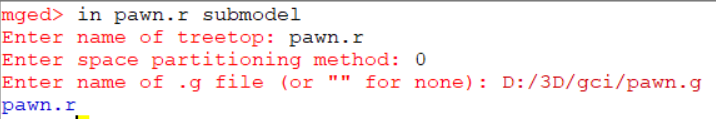 mged> in pawn.r submodel
Enter name of treetop: pawn.r
Enter space partitioning method: 0
Enter name of .g file (or "" for none): D:/3D/gci/pawn.g
pawn.r